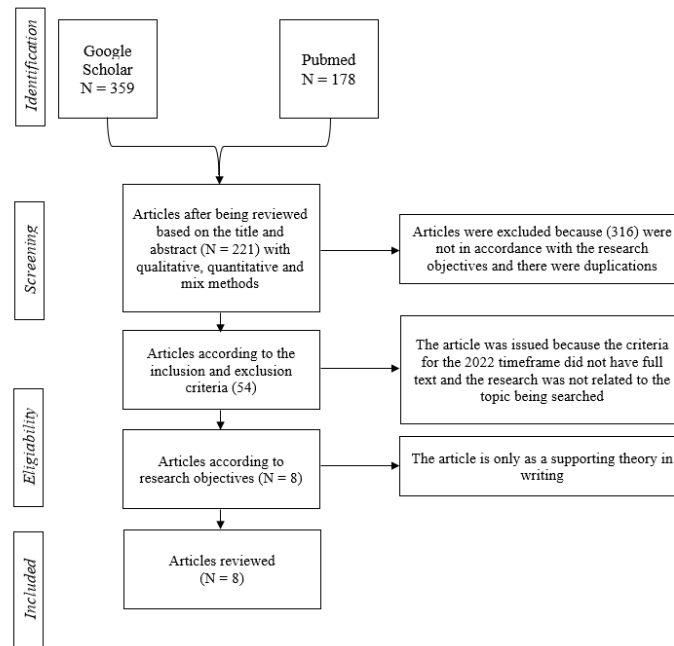 Identification
Google
Scholar
N = 359
Pubmed
N = 178
Screening
Articles after being reviewed
based on the title and
abstract (N = 221) with
qualitative, quantitative and
mix methods
Articles were excluded because (316) were
not in accordance with the research
objectives and there were duplications
Articles according to the
inclusion and exclusion
criteria (54)
The article was issued because the criteria
for the 2022 timeframe did not have full
text and the research was not related to the
topic being searched
Eligiability
Articles according to
research objectives (N = 8)
The article is only as a supporting theory in
writing
Included
Articles reviewed
(N = 8)